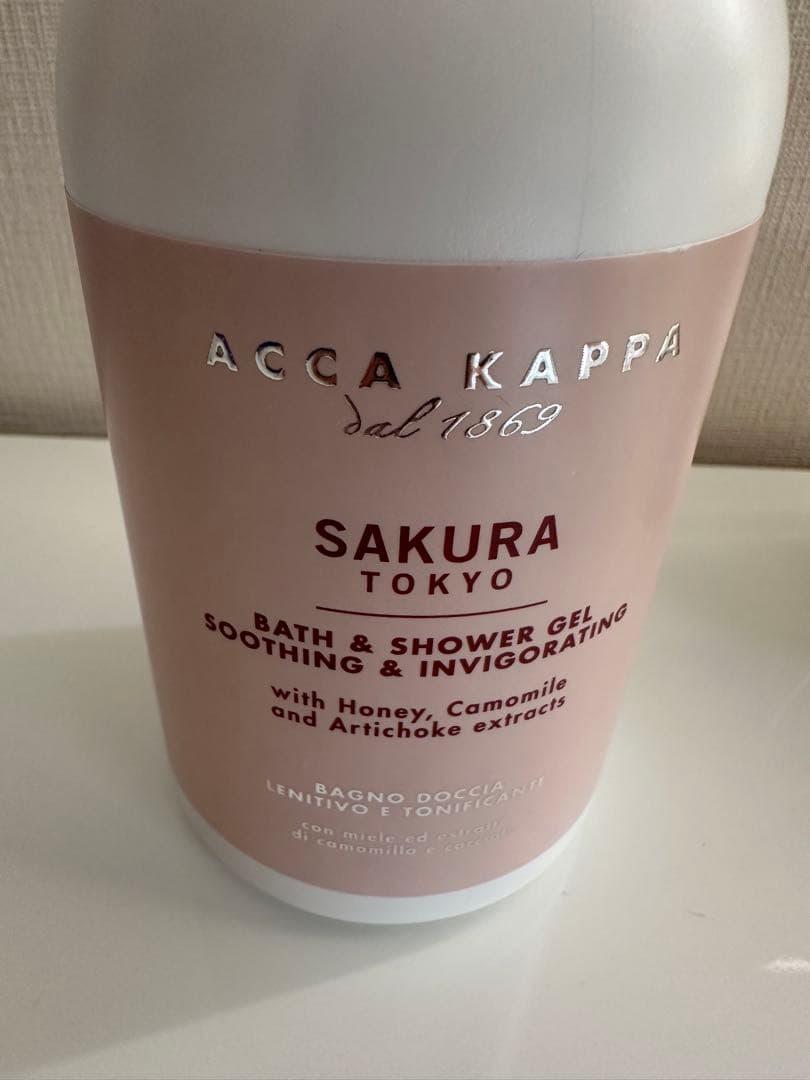 ACCA KAPPA
dal 1869
SAKURA
TOKYO
BATH & SHOWER GEL
SOOTHING & INVIGORATING
with Honey, Camomile
and Artichoke extracts
BAGNO DOCCIA
LENITIVO E TONIFICANTE
con miele ed estratti
di camomilla e